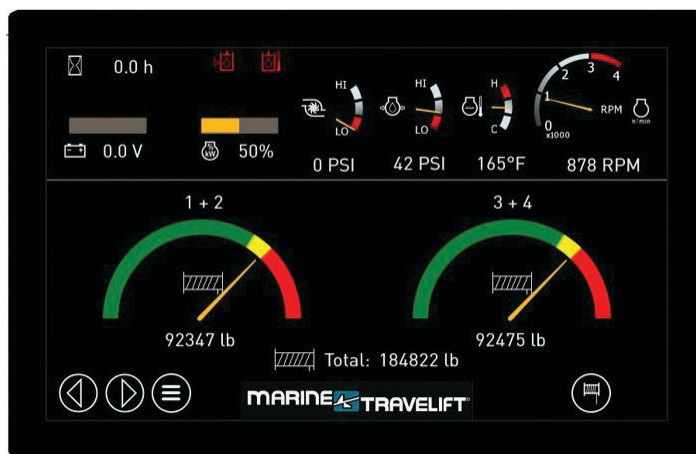 0.0 h
HI
LO
HI
LO
H
C
0
1
2
3
4
x1000
RPM
n/min
0.0 V
kW
50%
0 PSI
42 PSI
165°F
878 RPM
1 + 2
3 + 4
92347 lb
92475 lb
Total: 184822 lb
MARINE TRAVELIFT